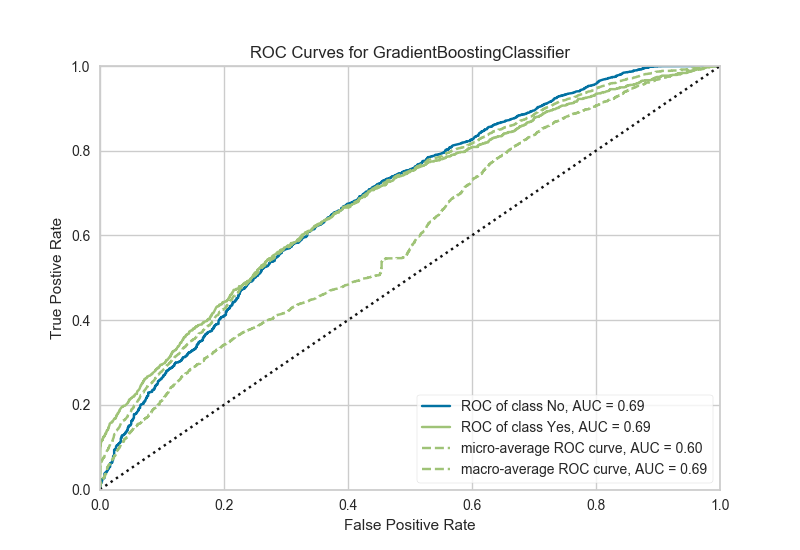 ROC Curves for GradientBoostingClassifier
1.0
0.8
0.6
0.4
0.2
0.0
True Postive Rate
0.0 0.2 0.4 0.6 0.8 1.0
False Positive Rate
ROC of class No, AUC = 0.69
ROC of class Yes, AUC = 0.69
micro-average ROC curve, AUC = 0.60
macro-average ROC curve, AUC = 0.69